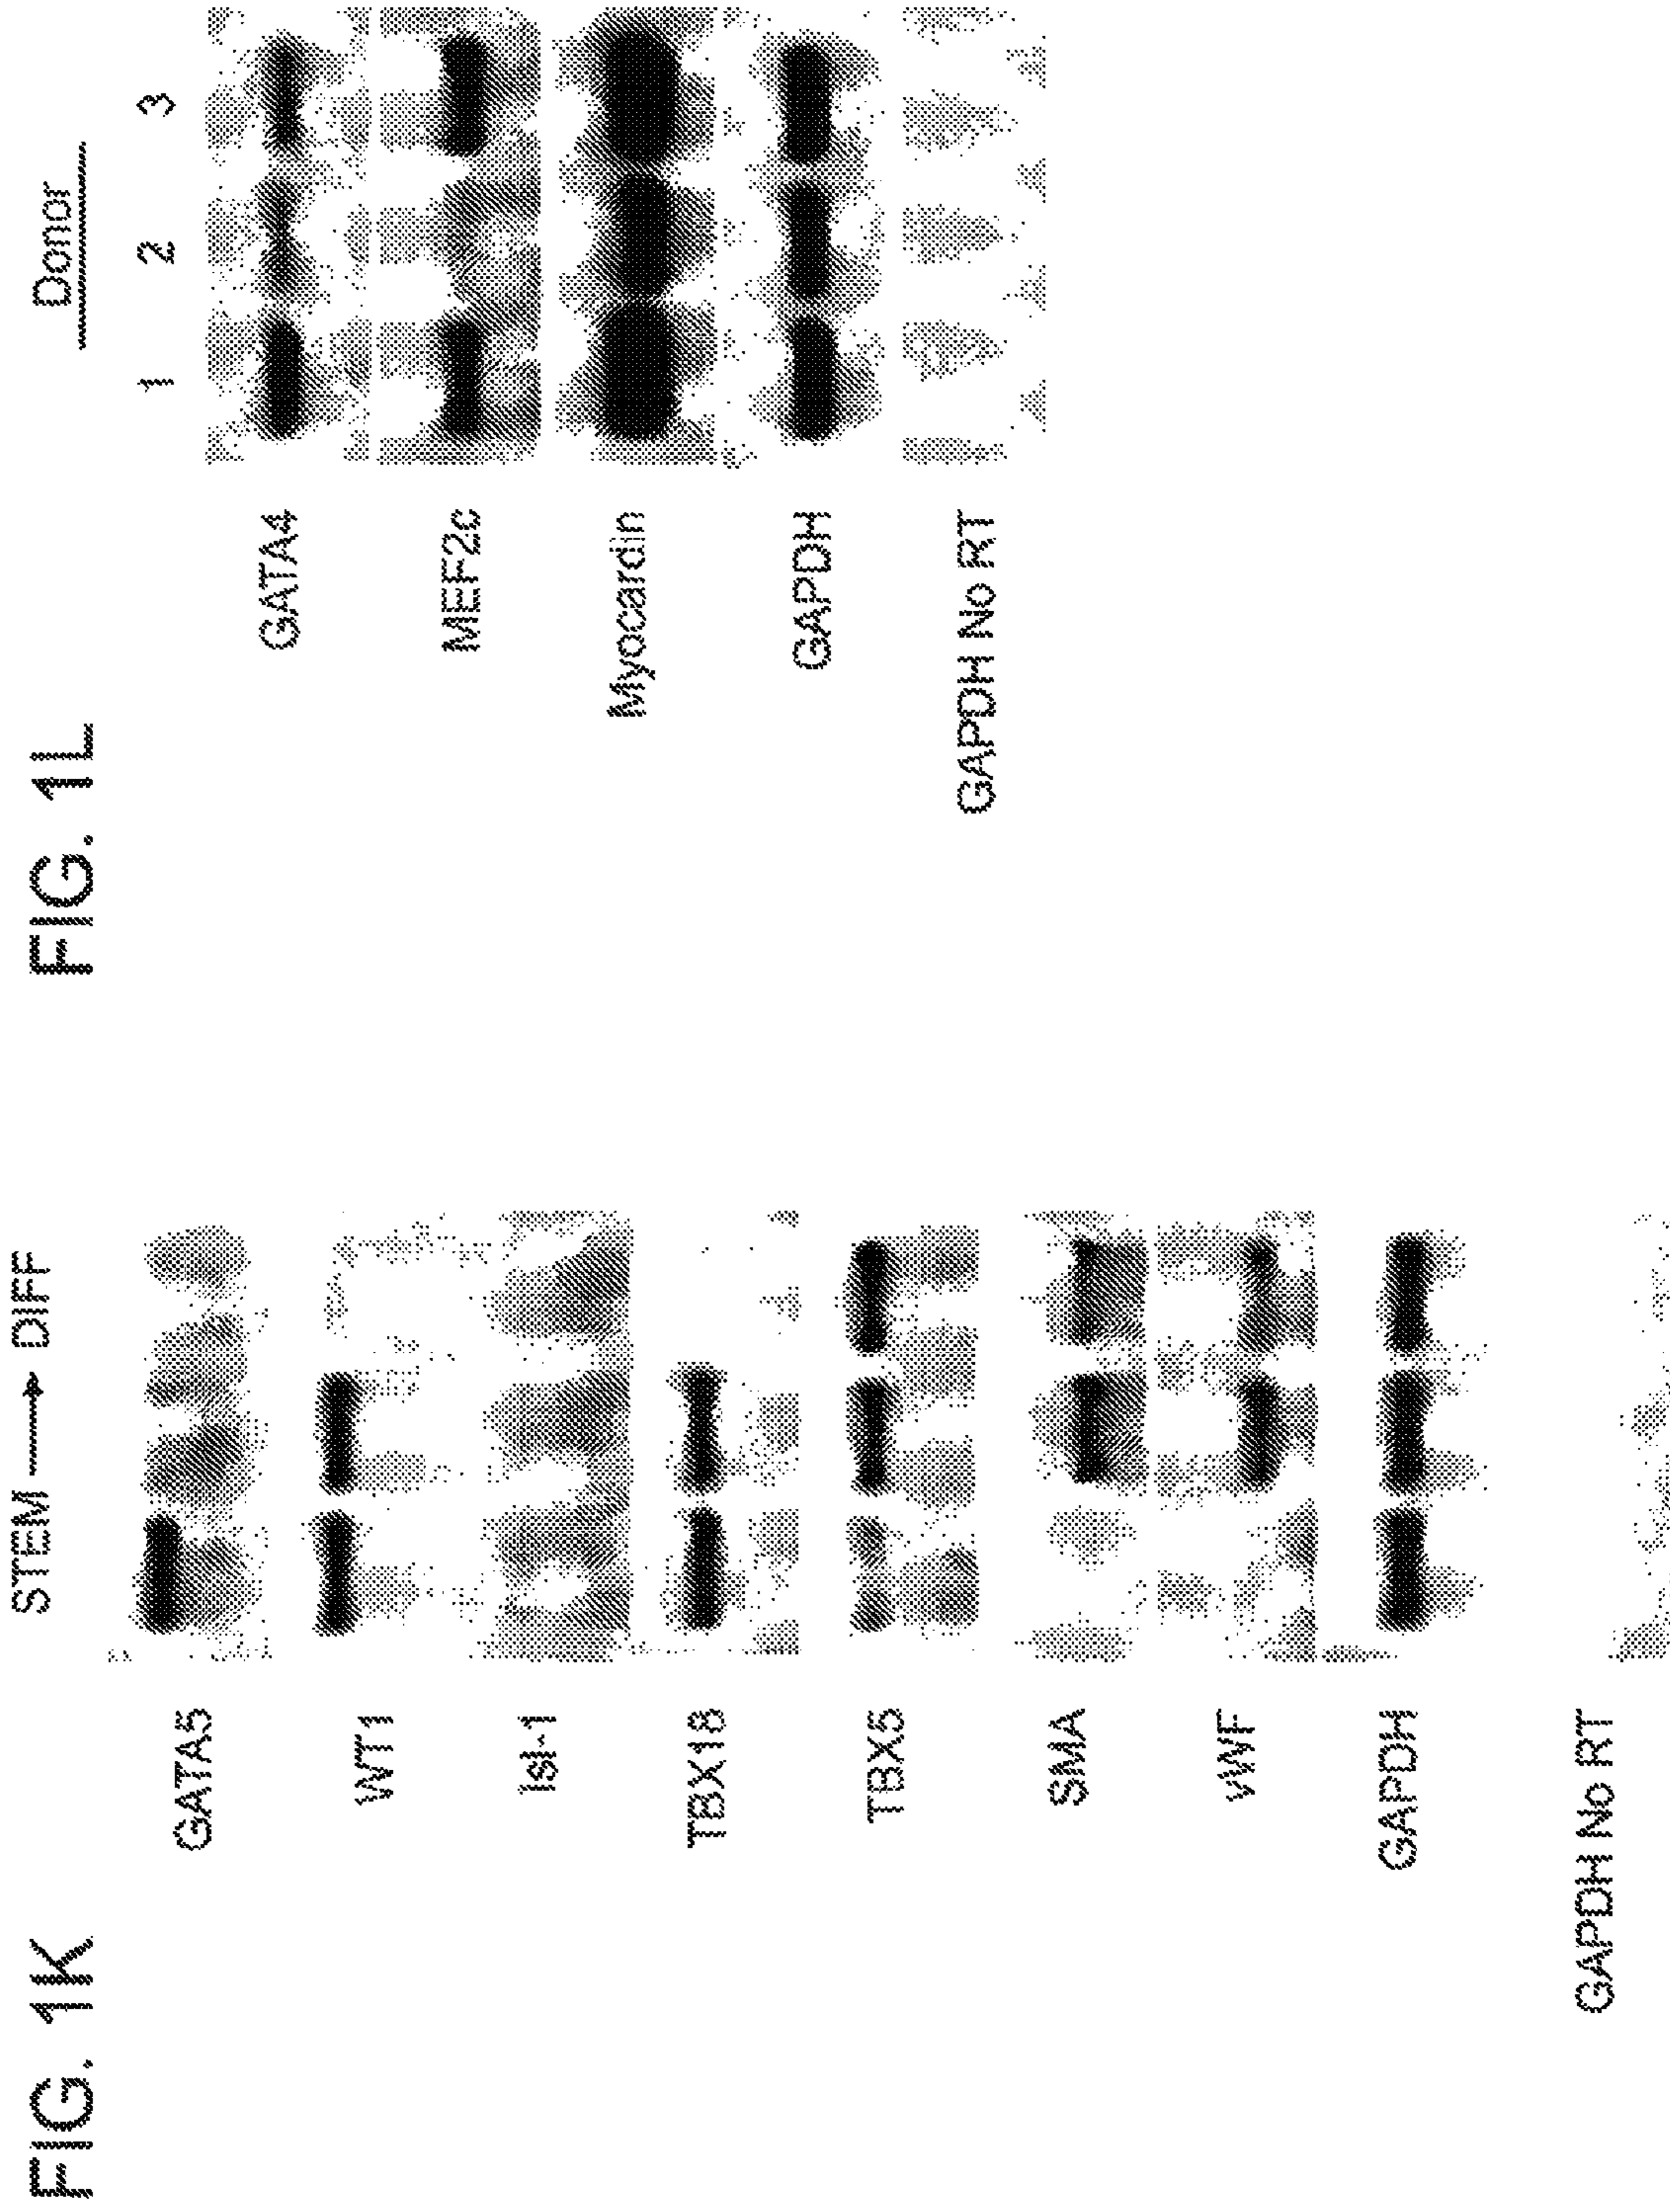 FIG. 1K
STEM → DIFF
GATA5
WT1
Isl-1
TBX18
TBX5
SMA
vWF
GAPDH
GAPDH No RT
FIG. 1L
Donor
1 2 3
GATA4
MEF2c
Myocardin
GAPDH
GAPDH No RT